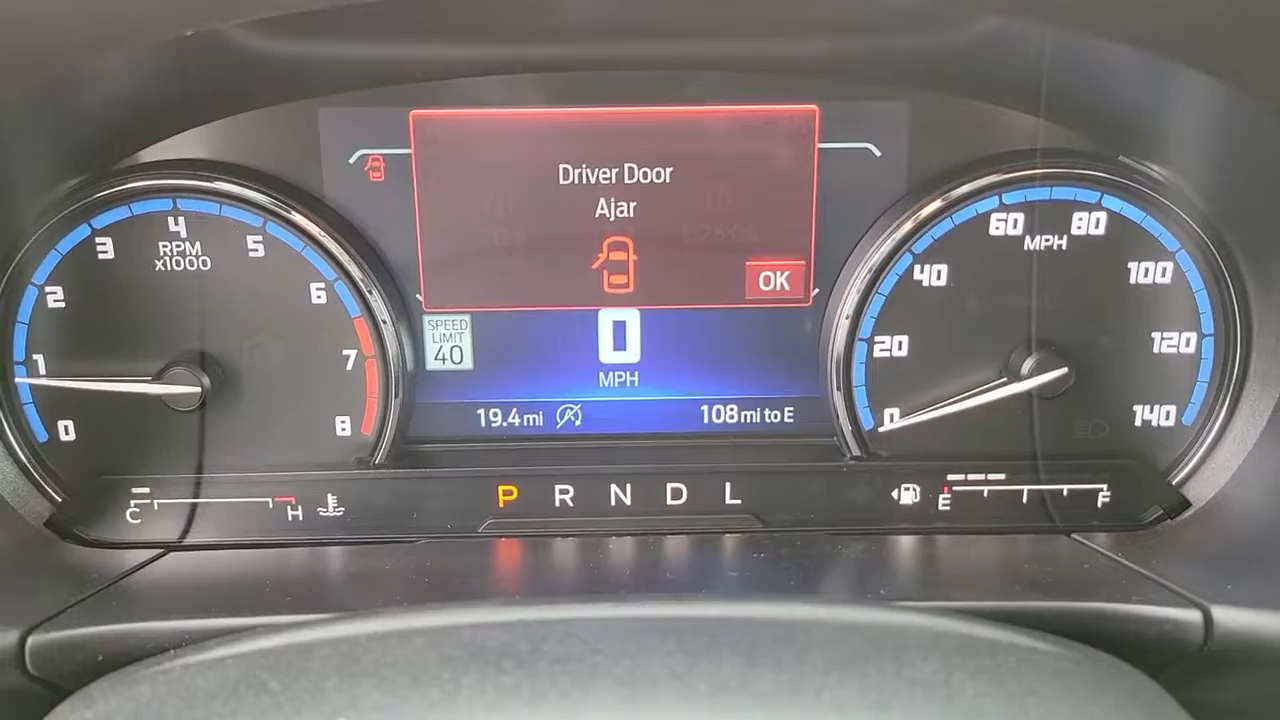 Driver Door
Ajar
OK
SPEED
LIMIT
40
0
MPH
19.4 mi
108 mi to E
0
1
2
3
4
5
6
7
8
RPM
x1000
0
20
40
60
80
100
120
140
MPH
C H
P R N D L
E F